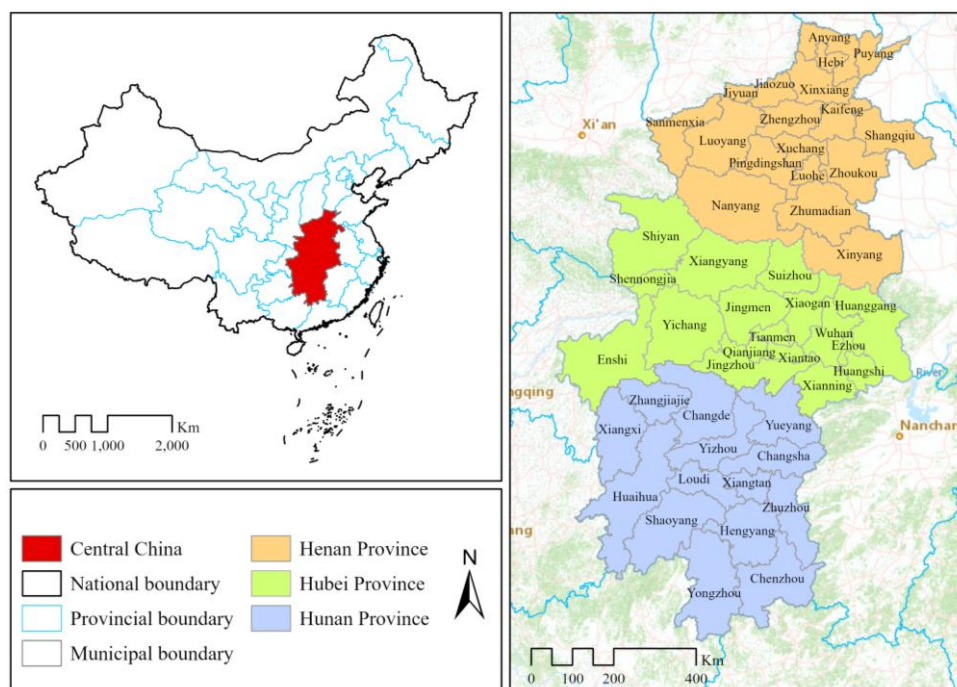 Km
0 500 1,000 2,000
Central China
National boundary
Provincial boundary
Municipal boundary
Henan Province
Hubei Province
Hunan Province
N
Anyang
Puyang
Hebi
Jiaozuo
Jiyuan
Xinxiang
Kaifeng
Sanmenxia
Zhengzhou
Xi'an
Shangqiu
Luoyang
Xuchang
Pingdingshan
Luohe
Zhoukou
Nanyang
Zhumadian
Shiyan
Xinyang
Xiangyang
Suizhou
Shennongjia
Jingmen
Xiaogan
Huanggang
Yichang
Tianmen
Wuhan
Ezhou
Enshi
Qianjiang
Xiantao
Jingzhou
Huangshi
River
Xianning
ngqing
Zhangjiajie
Changde
Xiangxi
Yueyang
Nanchan
Yizhou
Changsha
Loudi
Xiangtan
Huaihua
Zhuzhou
Shaoyang
Hengyang
ang
Chenzhou
Yongzhou
Km
0 100 200 400